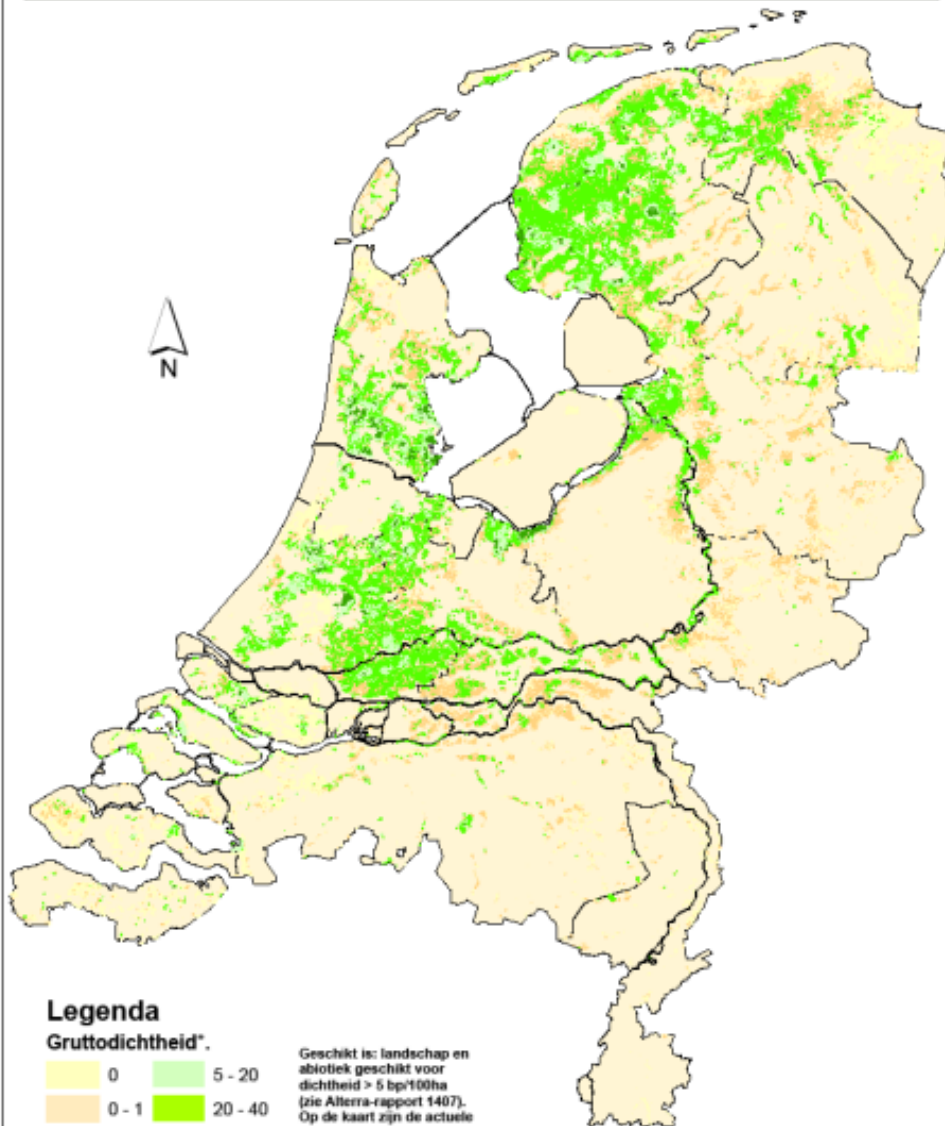 N
Legenda
Gruttodichtheid*.
0
5 - 20
0 - 1
20 - 40
Geschikt is: landschap en
abiotiek geschikt voor
dichtheid > 5 bp/100ha
(zie Alterra-rapport 1407).
Op de kaart zijn de actuele